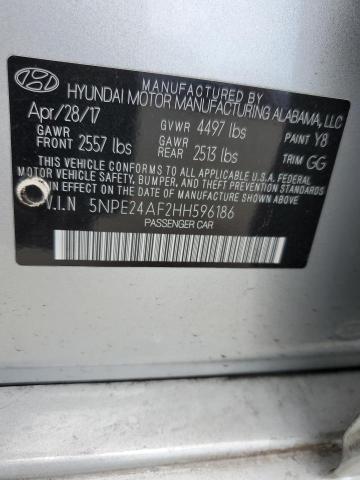 MANUFACTURED BY
HYUNDAI MOTOR MANUFACTURING ALABAMA, LLC
Apr/28/17 GVWR 4497 lbs PAINT Y8
GAWR FRONT 2557 lbs GAWR REAR 2513 lbs TRIM GG
THIS VEHICLE CONFORMS TO ALL APPLICABLE U.S.A. FEDERAL
MOTOR VEHICLE SAFETY, BUMPER, AND THEFT PREVENTION
STANDARDS IN EFFECT ON THE DATE OF MANUFACTURE SHOWN ABOVE.
V.I.N 5NPE24AF2HH596186
PASSENGER CAR